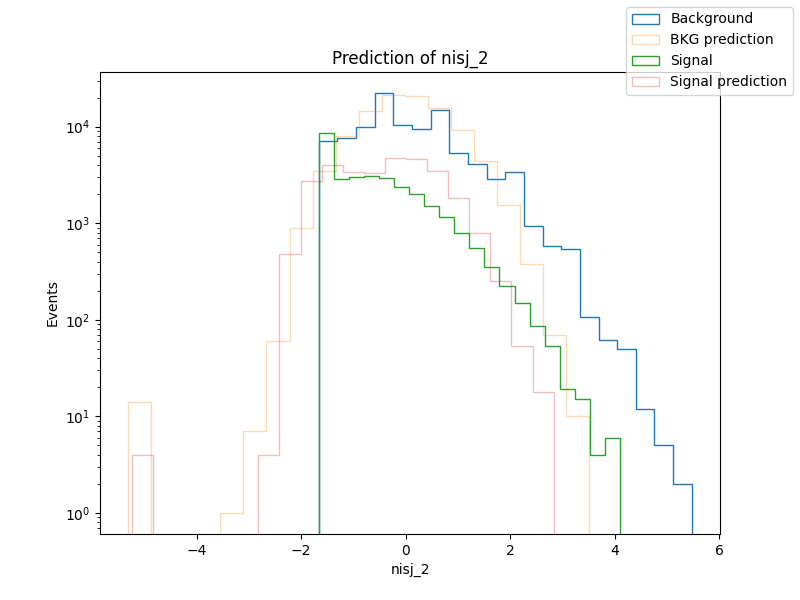 Prediction of nisj_2
Background
BKG prediction
Signal
Signal prediction
Events
10⁴
10³
10²
10¹
10⁰
−4
−2
0
2
4
6
nisj_2